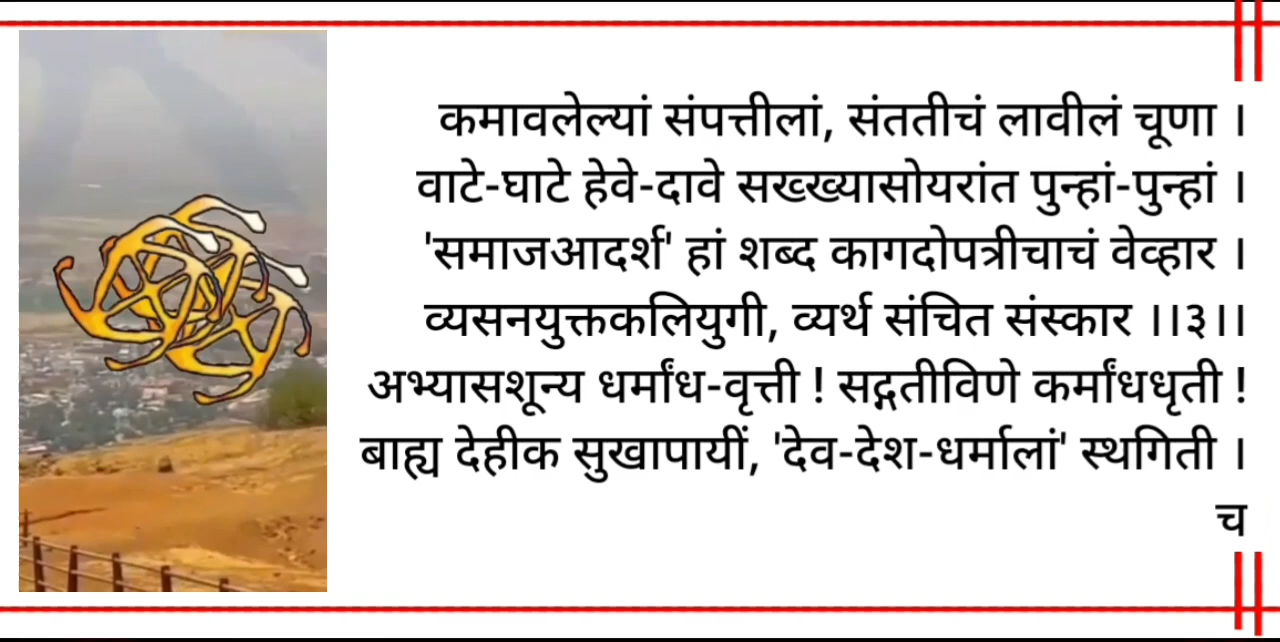 कमावलेल्यां संपत्तीलां, संततीचं लावीलं चूणा ।
वाटे-घाटे हेवे-दावे सख्ख्यासोयरांत पुन्हां-पुन्हां ।
'समाजआदर्श' हां शब्द कागदोपत्रीचाचं वेव्हार ।
व्यसनयुक्तकलियुगी, व्यर्थ संचित संस्कार ।।३।।
अभ्यासशून्य धर्मांध-वृत्ती ! सद्गतीविणे कर्मांधधृती !
बाह्य देहीक सुखापायीं, 'देव-देश-धर्मालां' स्थगिती ।
च